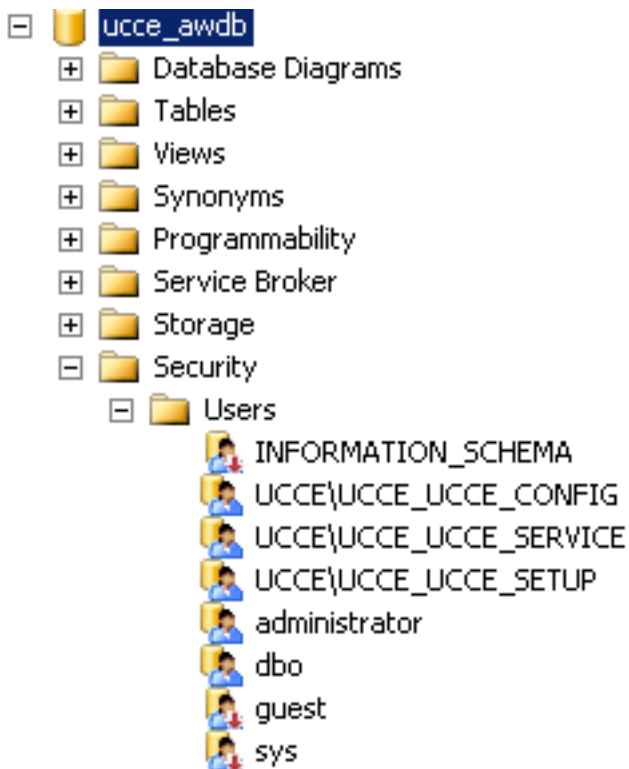 ucce_awdb
Database Diagrams
Tables
Views
Synonyms
Programmability
Service Broker
Storage
Security
Users
INFORMATION_SCHEMA
UCCE\UCCE_UCCE_CONFIG
UCCE\UCCE_UCCE_SERVICE
UCCE\UCCE_UCCE_SETUP
administrator
dbo
guest
sys